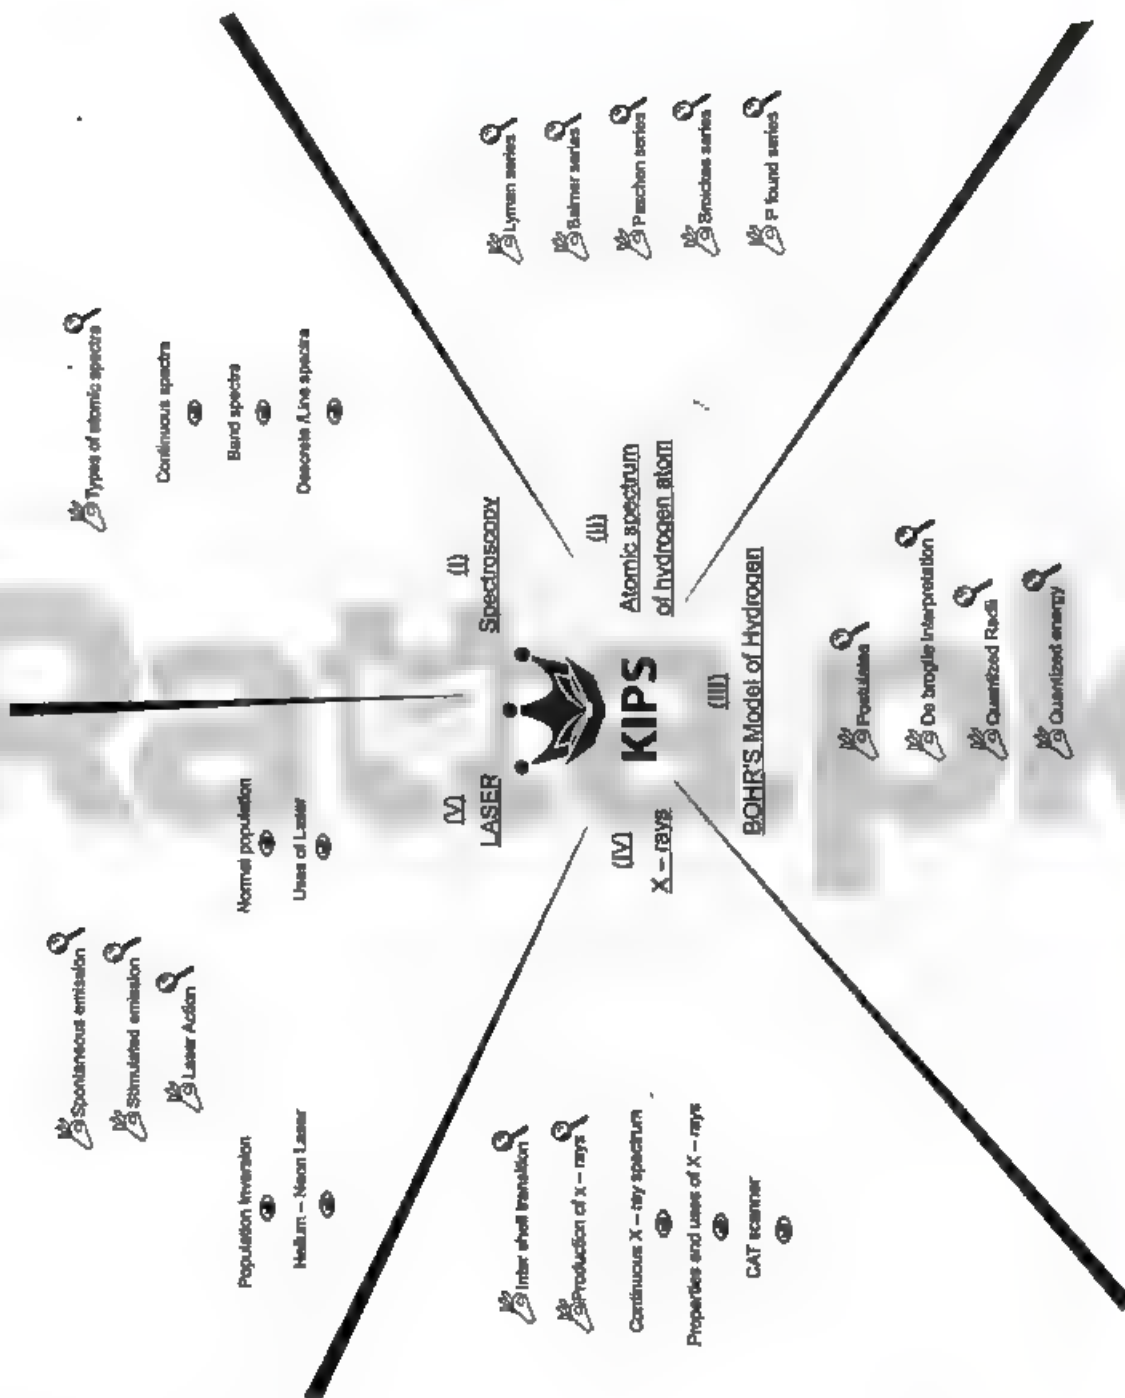 (I)
Spectroscopy
Types of atomic spectra
Continuous spectra
Band spectra
Descrete /Line spectra
(II)
Atomic spectrum
of hydrogen atom
Lyman series
Balmer series
Paschen series
Brickes series
P found series
(III)
BOHR'S Model of Hydrogen
Postulates
De broglie Interpretation
Quantized Radii
Quantized energy
(IV)
X – rays
Inter shell transition
Production of x – rays
Continuous X – ray spectrum
Properties and uses of X – rays
CAT scanner
(V)
LASER
Spontaneous emission
Stimulated emission
Laser Action
Population Inversion
Normal population
Helium – Neon Laser
Uses of Laser
KIPS